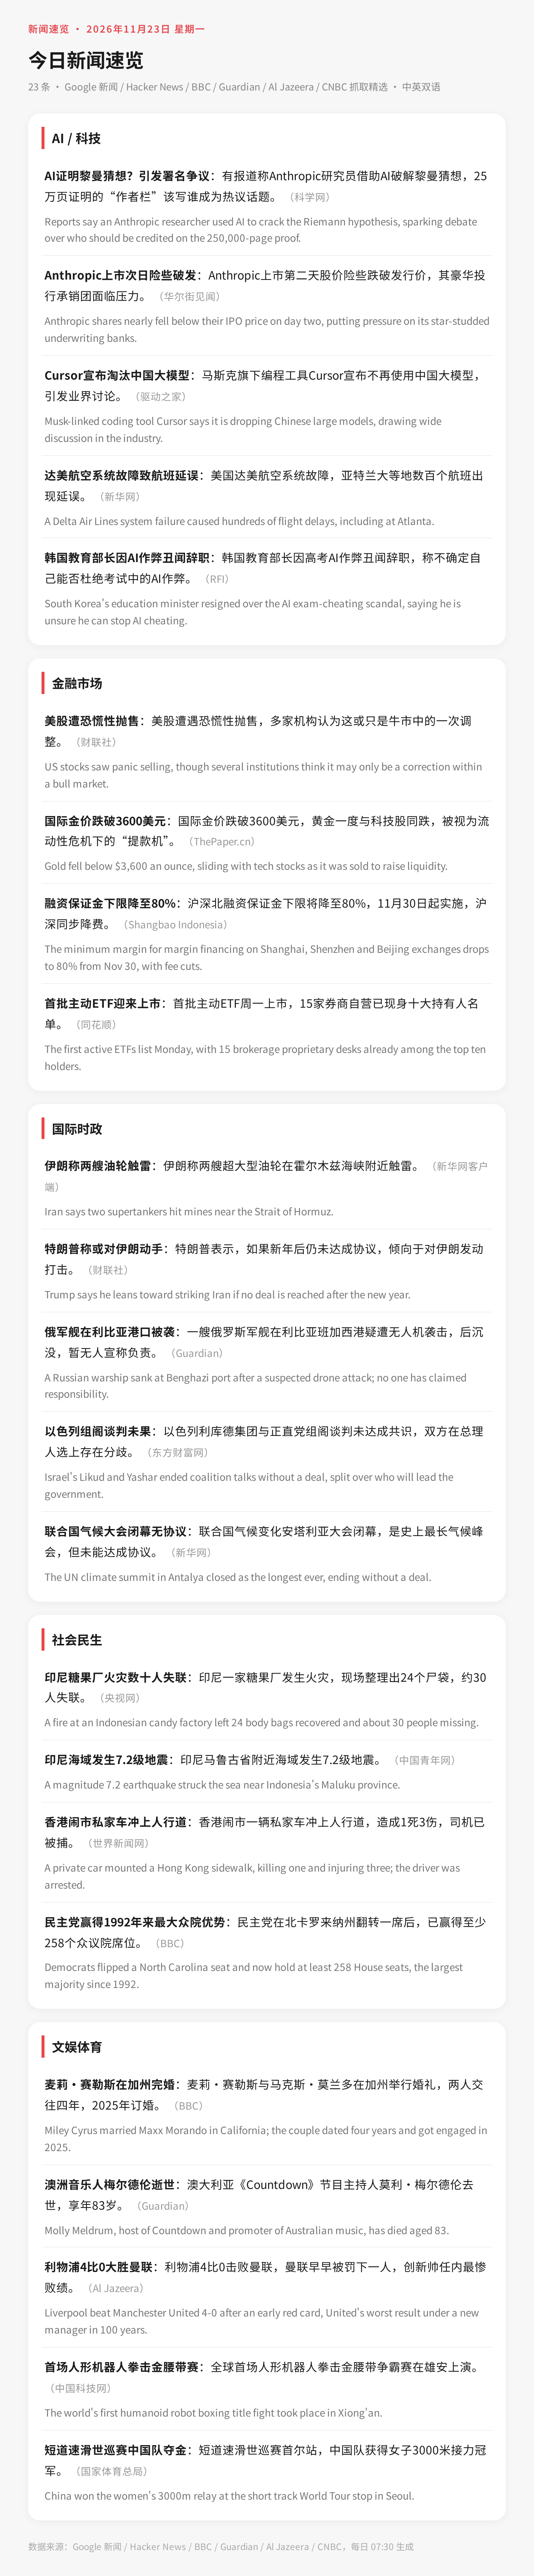 新闻速览 · 2026年11月23日 星期一
今日新闻速览
23 条 · Google 新闻 / Hacker News / BBC / Guardian / Al Jazeera / CNBC 抓取精选 · 中英双语
AI / 科技
AI证明黎曼猜想？引发署名争议：有报道称Anthropic研究员借助AI破解黎曼猜想，25
万页证明的“作者栏”该写谁成为热议话题。（科学网）
Reports say an Anthropic researcher used AI to crack the Riemann hypothesis, sparking debate
over who should be credited on the 250,000-page proof.
Anthropic上市次日险些破发：Anthropic上市第二天股价险些跌破发行价，其豪华投
行承销团面临压力。（华尔街见闻）
Anthropic shares nearly fell below their IPO price on day two, putting pressure on its star-studded
underwriting banks.
Cursor宣布淘汰中国大模型：马斯克旗下编程工具Cursor宣布不再使用中国大模型，
引发业界讨论。（驱动之家）
Musk-linked coding tool Cursor says it is dropping Chinese large models, drawing wide
discussion in the industry.
达美航空系统故障致航班延误：美国达美航空系统故障，亚特兰大等地数百个航班出
现延误。（新华网）
A Delta Air Lines system failure caused hundreds of flight delays, including at Atlanta.
韩国教育部长因AI作弊丑闻辞职：韩国教育部长因高考AI作弊丑闻辞职，称不确定自
己能否杜绝考试中的AI作弊。（RFI）
South Korea's education minister resigned over the AI exam-cheating scandal, saying he is
unsure he can stop AI cheating.
金融市场
美股遭恐慌性抛售：美股遭遇恐慌性抛售，多家机构认为这或只是牛市中的一次调
整。（财联社）
US stocks saw panic selling, though several institutions think it may only be a correction within
a bull market.
国际金价跌破3600美元：国际金价跌破3600美元，黄金一度与科技股同跌，被视为流
动性危机下的“提款机”。（ThePaper.cn）
Gold fell below $3,600 an ounce, sliding with tech stocks as it was sold to raise liquidity.
融资保证金下限降至80%：沪深北融资保证金下限将降至80%，11月30日起实施，沪
深同步降费。（Shangbao Indonesia）
The minimum margin for margin financing on Shanghai, Shenzhen and Beijing exchanges drops
to 80% from Nov 30, with fee cuts.
首批主动ETF迎来上市：首批主动ETF周一上市，15家券商自营已现身十大持有人名
单。（同花顺）
The first active ETFs list Monday, with 15 brokerage proprietary desks already among the top ten
holders.
国际时政
伊朗称两艘油轮触雷：伊朗称两艘超大型油轮在霍尔木兹海峡附近触雷。（新华网客户
端）
Iran says two supertankers hit mines near the Strait of Hormuz.
特朗普称或对伊朗动手：特朗普表示，如果新年后仍未达成协议，倾向于对伊朗发动
打击。（财联社）
Trump says he leans toward striking Iran if no deal is reached after the new year.
俄军舰在利比亚港口被袭：一艘俄罗斯军舰在利比亚班加西港疑遭无人机袭击，后沉
没，暂无人宣称负责。（Guardian）
A Russian warship sank at Benghazi port after a suspected drone attack; no one has claimed
responsibility.
以色列组阁谈判未果：以色列利库德集团与正直党组阁谈判未达成共识，双方在总理
人选上存在分歧。（东方财富网）
Israel's Likud and Yashar ended coalition talks without a deal, split over who will lead the
government.
联合国气候大会闭幕无协议：联合国气候变化安塔利亚大会闭幕，是史上最长气候峰
会，但未能达成协议。（新华网）
The UN climate summit in Antalya closed as the longest ever, ending without a deal.
社会民生
印尼糖果厂火灾数十人失联：印尼一家糖果厂发生火灾，现场整理出24个尸袋，约30
人失联。（央视网）
A fire at an Indonesian candy factory left 24 body bags recovered and about 30 people missing.
印尼海域发生7.2级地震：印尼马鲁古省附近海域发生7.2级地震。（中国青年网）
A magnitude 7.2 earthquake struck the sea near Indonesia's Maluku province.
香港闹市私家车冲上人行道：香港闹市一辆私家车冲上人行道，造成1死3伤，司机已
被捕。（世界新闻网）
A private car mounted a Hong Kong sidewalk, killing one and injuring three; the driver was
arrested.
民主党赢得1992年来最大众院优势：民主党在北卡罗来纳州翻转一席后，已赢得至少
258个众议院席位。（BBC）
Democrats flipped a North Carolina seat and now hold at least 258 House seats, the largest
majority since 1992.
文娱体育
麦莉·赛勒斯在加州完婚：麦莉·赛勒斯与马克斯·莫兰多在加州举行婚礼，两人交
往四年，2025年订婚。（BBC）
Miley Cyrus married Maxx Morando in California; the couple dated four years and got engaged in
2025.
澳洲音乐人梅尔德伦逝世：澳大利亚《Countdown》节目主持人莫利·梅尔德伦去
世，享年83岁。（Guardian）
Molly Meldrum, host of Countdown and promoter of Australian music, has died aged 83.
利物浦4比0大胜曼联：利物浦4比0击败曼联，曼联早早被罚下一人，创新帅任内最惨
败绩。（Al Jazeera）
Liverpool beat Manchester United 4-0 after an early red card, United's worst result under a new
manager in 100 years.
首场人形机器人拳击金腰带赛：全球首场人形机器人拳击金腰带争霸赛在雄安上演。
（中国科技网）
The world's first humanoid robot boxing title fight took place in Xiong'an.
短道速滑世巡赛中国队夺金：短道速滑世巡赛首尔站，中国队获得女子3000米接力冠
军。（国家体育总局）
China won the women's 3000m relay at the short track World Tour stop in Seoul.
数据来源：Google 新闻 / Hacker News / BBC / Guardian / Al Jazeera / CNBC，每日 07:30 生成